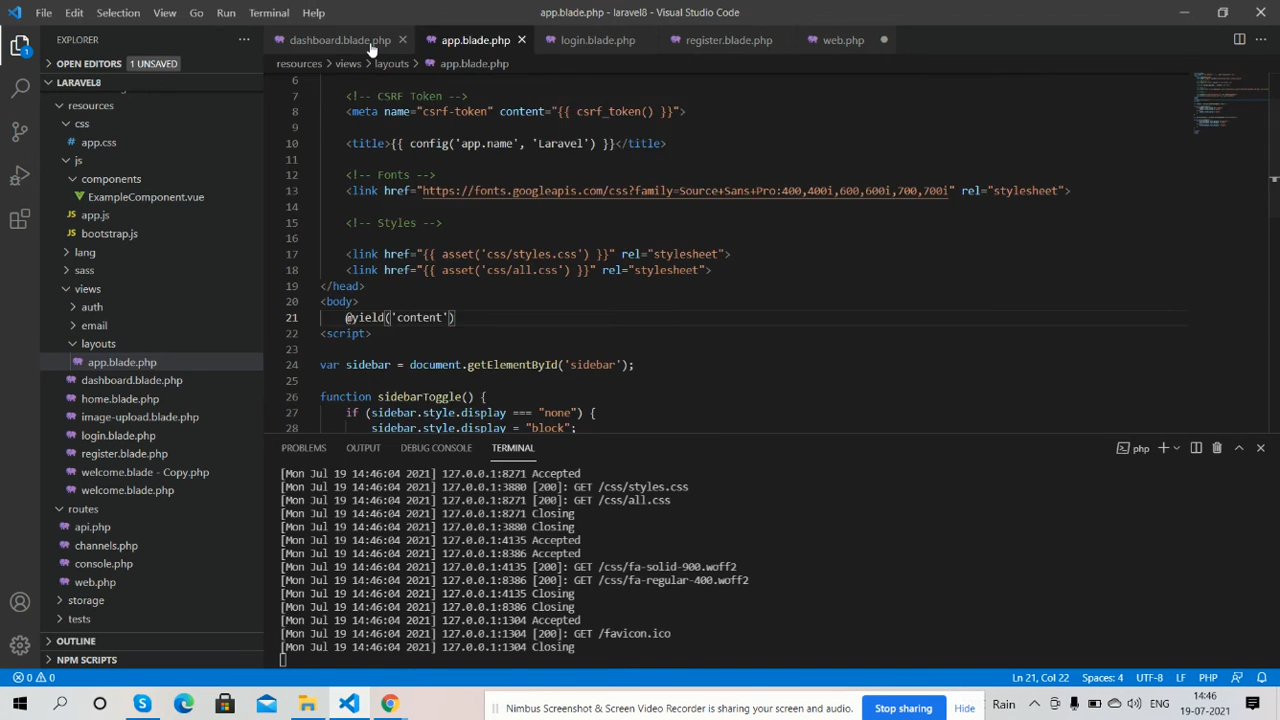 File Edit Selection View Go Run Terminal Help
app.blade.php - laravel8 - Visual Studio Code
EXPLORER
OPEN EDITORS 1 UNSAVED
LARAVEL8
resources
css
app.css
js
components
ExampleComponent.vue
app.js
bootstrap.js
lang
sass
views
auth
email
layouts
app.blade.php
dashboard.blade.php
home.blade.php
image-upload.blade.php
login.blade.php
register.blade.php
welcome.blade - Copy.php
welcome.blade.php
routes
api.php
channels.php
console.php
web.php
storage
tests
OUTLINE
NPM SCRIPTS
dashboard.blade.php app.blade.php login.blade.php register.blade.php web.php
resources > views > layouts > app.blade.php
6
7 <!-- CSRF Token -->
8 <meta name="csrf-token" content="{{ csrf_token() }}">
9
10 <title>{{ config('app.name', 'Laravel') }}</title>
11
12 <!-- Fonts -->
13 <link href="https://fonts.googleapis.com/css?family=Source+Sans+Pro:400,400i,600,600i,700,700i" rel="stylesheet">
14
15 <!-- Styles -->
16
17 <link href="{{ asset('css/styles.css') }}" rel="stylesheet">
18 <link href="{{ asset('css/all.css') }}" rel="stylesheet">
19 </head>
20 <body>
21 @yield('content')
22 <script>
23
24 var sidebar = document.getElementById('sidebar');
25
26 function sidebarToggle() {
27 if (sidebar.style.display === "none") {
28 sidebar.style.display = "block";
PROBLEMS OUTPUT DEBUG CONSOLE TERMINAL
php
[Mon Jul 19 14:46:04 2021] 127.0.0.1:8271 Accepted
[Mon Jul 19 14:46:04 2021] 127.0.0.1:3880 [200]: GET /css/styles.css
[Mon Jul 19 14:46:04 2021] 127.0.0.1:8271 [200]: GET /css/all.css
[Mon Jul 19 14:46:04 2021] 127.0.0.1:8271 Closing
[Mon Jul 19 14:46:04 2021] 127.0.0.1:3880 Closing
[Mon Jul 19 14:46:04 2021] 127.0.0.1:4135 Accepted
[Mon Jul 19 14:46:04 2021] 127.0.0.1:8386 Accepted
[Mon Jul 19 14:46:04 2021] 127.0.0.1:4135 [200]: GET /css/fa-solid-900.woff2
[Mon Jul 19 14:46:04 2021] 127.0.0.1:8386 [200]: GET /css/fa-regular-400.woff2
[Mon Jul 19 14:46:04 2021] 127.0.0.1:4135 Closing
[Mon Jul 19 14:46:04 2021] 127.0.0.1:8386 Closing
[Mon Jul 19 14:46:04 2021] 127.0.0.1:1304 Accepted
[Mon Jul 19 14:46:04 2021] 127.0.0.1:1304 [200]: GET /favicon.ico
[Mon Jul 19 14:46:04 2021] 127.0.0.1:1304 Closing
0 0 Ln 21, Col 22 Spaces: 4 UTF-8 LF PHP
Nimbus Screenshot & Screen Video Recorder is sharing your screen and audio. Stop sharing Hide
Rain ENG 14:46
19-07-2021
1